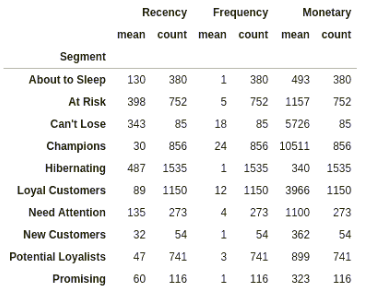 Recency Frequency Monetary
mean count mean count mean count
Segment
About to Sleep 130 380 1 380 493 380
At Risk 398 752 5 752 1157 752
Can't Lose 343 85 18 85 5726 85
Champions 30 856 24 856 10511 856
Hibernating 487 1535 1 1535 340 1535
Loyal Customers 89 1150 12 1150 3966 1150
Need Attention 135 273 4 273 1100 273
New Customers 32 54 1 54 362 54
Potential Loyalists 47 741 3 741 899 741
Promising 60 116 1 116 323 116